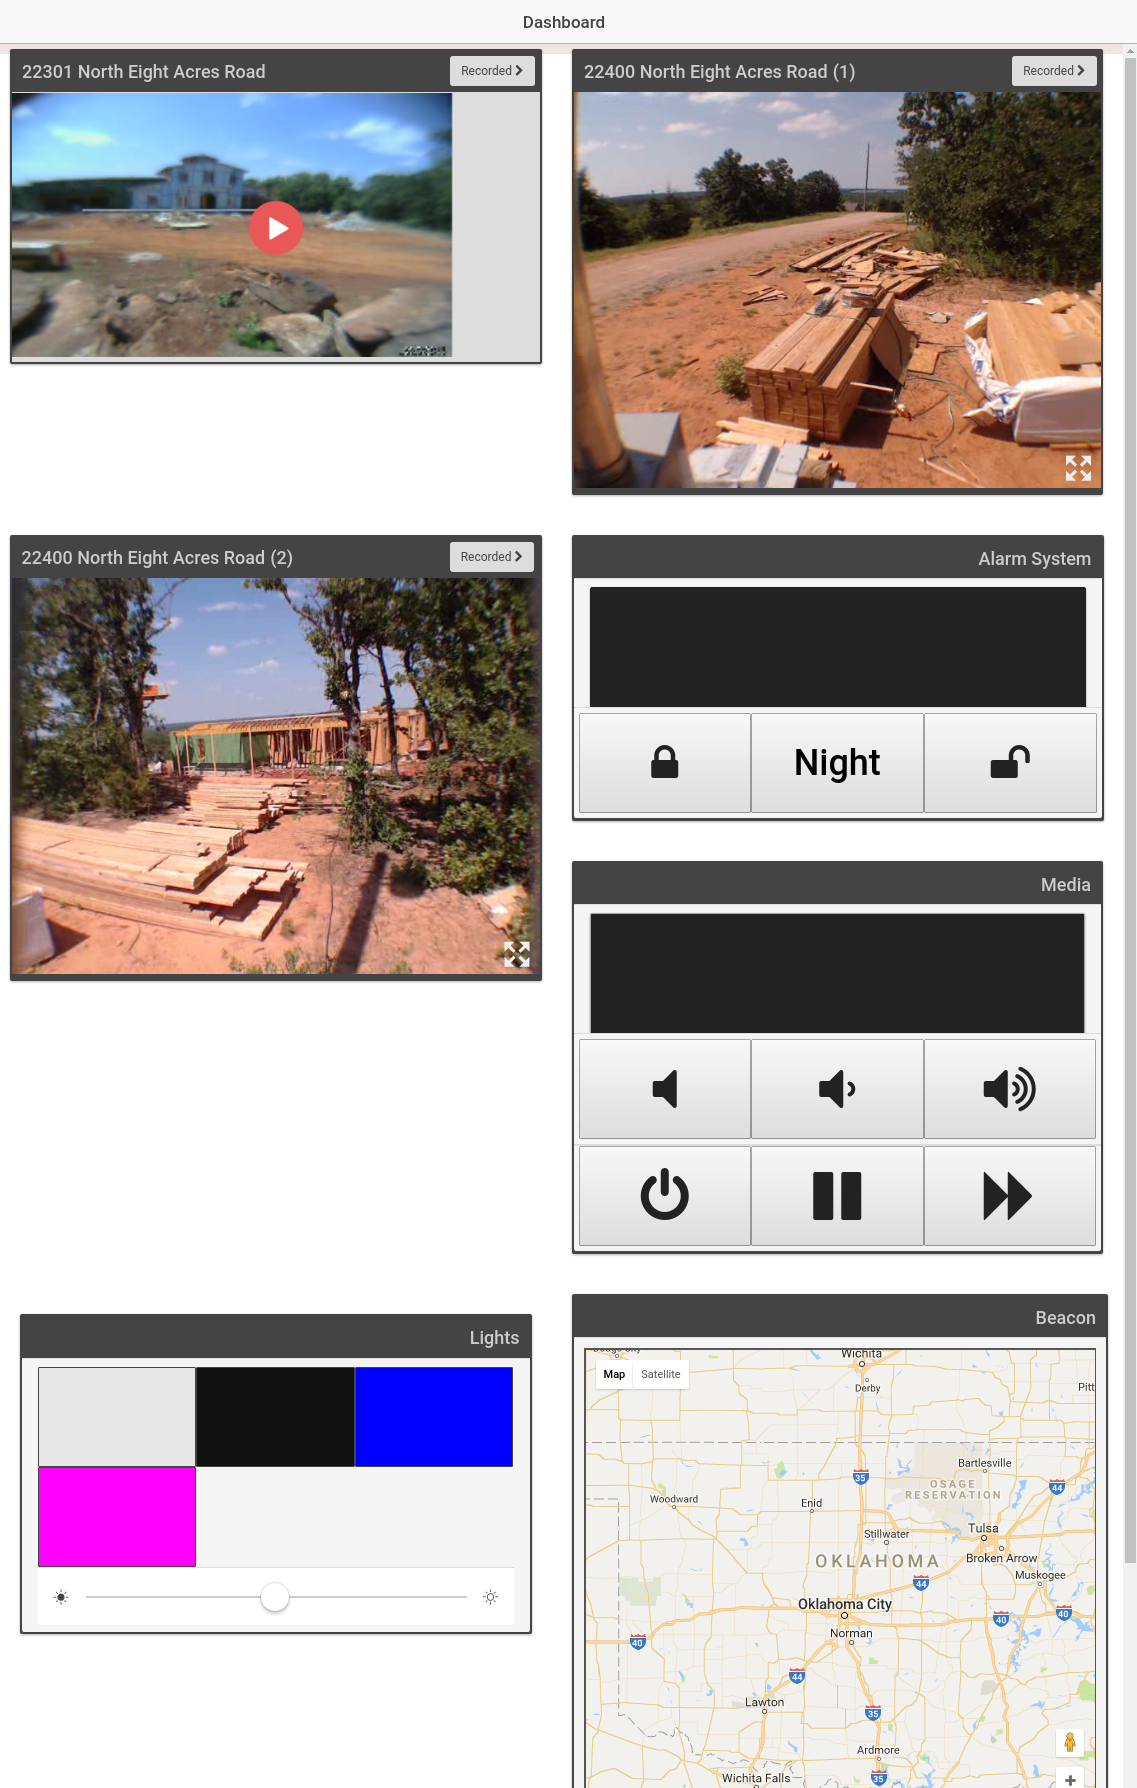 Dashboard
22301 North Eight Acres Road
Recorded
22400 North Eight Acres Road (1)
Recorded
22400 North Eight Acres Road (2)
Recorded
Alarm System
Night
Media
Lights
Beacon
Map Satellite
Wichita
Derby
Pitt
Bartlesville
35
OSAGE
RESERVATION
44
Woodward
Enid
Stillwater
Tulsa
Broken Arrow
OKLAHOMA
Muskogee
44
Oklahoma City
40
40
Norman
40
44
Lawton
35
Ardmore
Wichita Falls
35